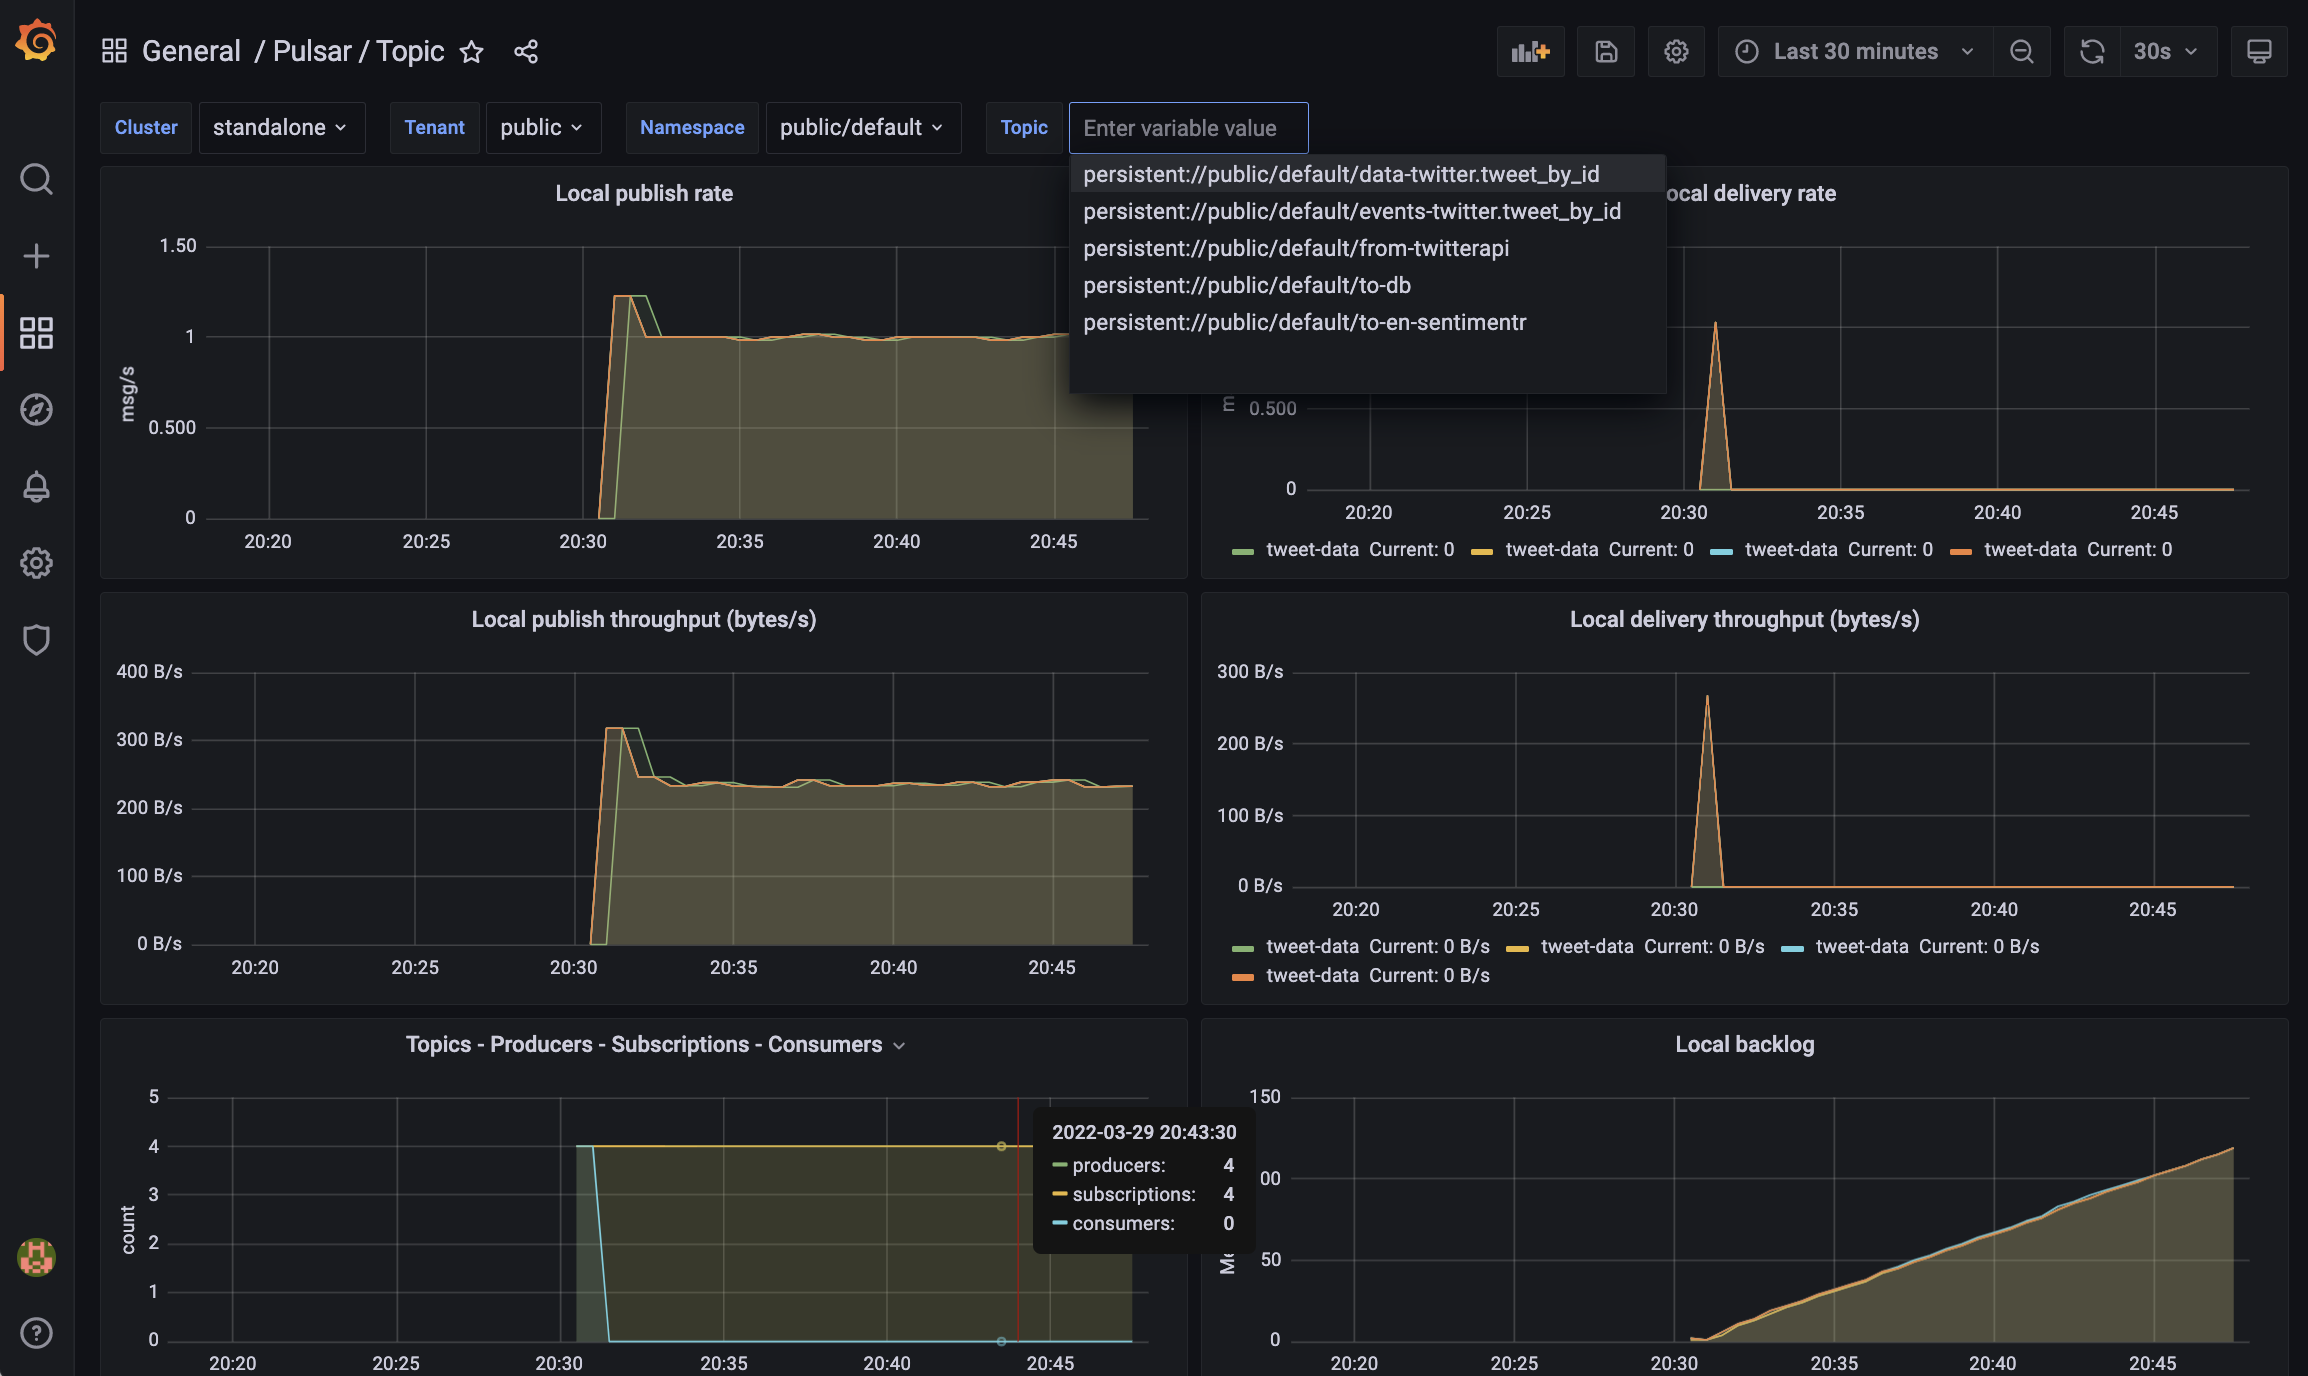 General / Pulsar / Topic
Last 30 minutes
30s
Cluster
standalone
Tenant
public
Namespace
public/default
Topic
Enter variable value
persistent://public/default/data-twitter.tweet_by_id
persistent://public/default/events-twitter.tweet_by_id
persistent://public/default/from-twitterapi
persistent://public/default/to-db
persistent://public/default/to-en-sentimentr
Local publish rate
1.50
1
0.500
0
msg/s
20:20 20:25 20:30 20:35 20:40 20:45
ocal delivery rate
0.500
0
20:20 20:25 20:30 20:35 20:40 20:45
tweet-data Current: 0 tweet-data Current: 0 tweet-data Current: 0 tweet-data Current: 0
Local publish throughput (bytes/s)
400 B/s
300 B/s
200 B/s
100 B/s
0 B/s
20:20 20:25 20:30 20:35 20:40 20:45
Local delivery throughput (bytes/s)
300 B/s
200 B/s
100 B/s
0 B/s
20:20 20:25 20:30 20:35 20:40 20:45
tweet-data Current: 0 B/s tweet-data Current: 0 B/s tweet-data Current: 0 B/s
tweet-data Current: 0 B/s
Topics - Producers - Subscriptions - Consumers
5
4
3
2
1
0
count
20:20 20:25 20:30 20:35 20:40 20:45
2022-03-29 20:43:30
producers: 4
subscriptions: 4
consumers: 0
Local backlog
150
00
50
0
20:20 20:25 20:30 20:35 20:40 20:45